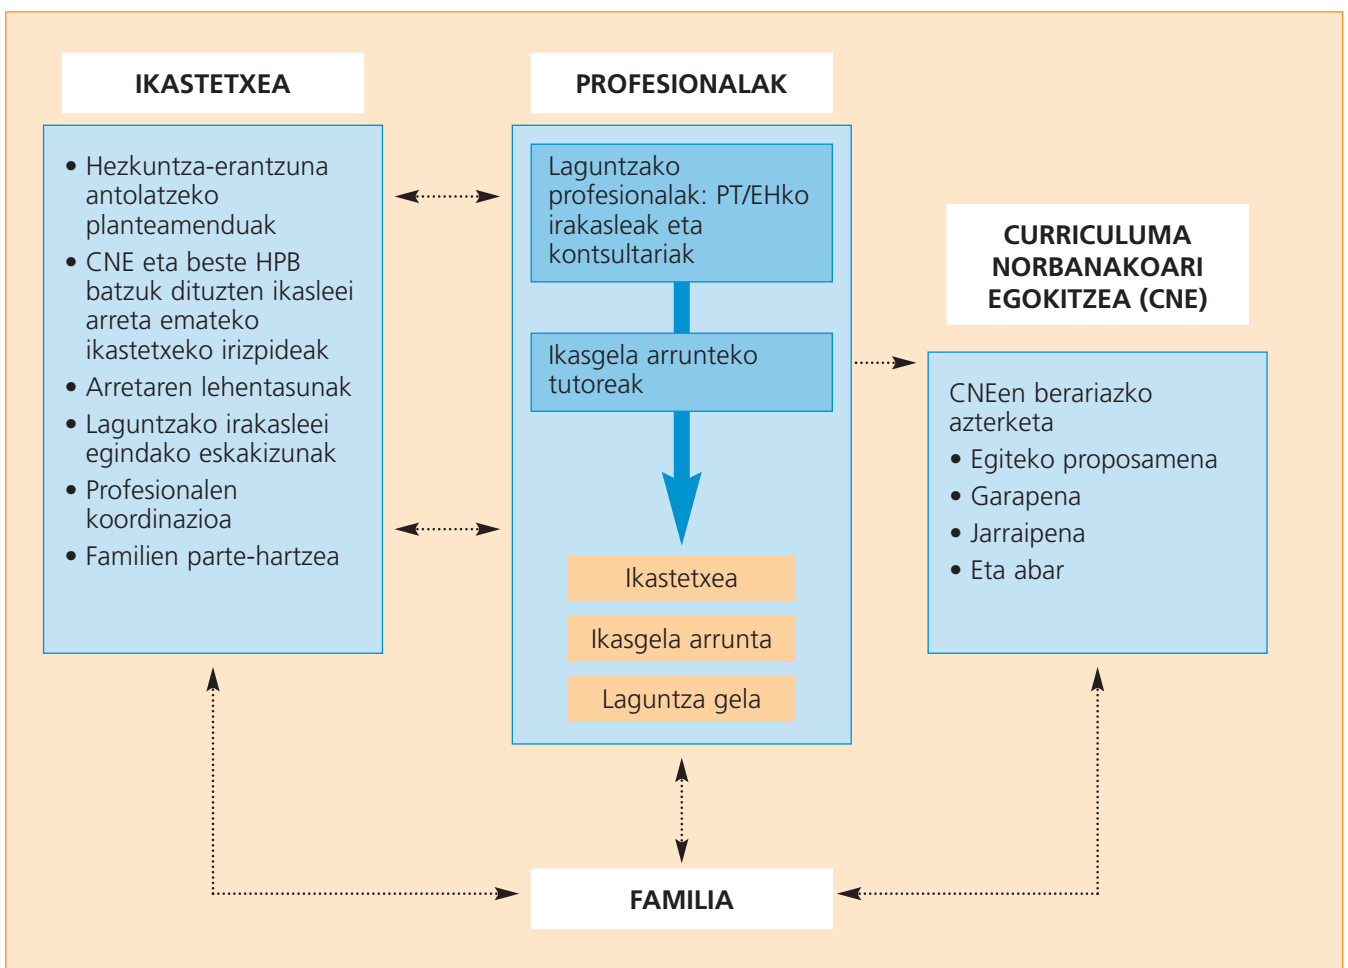 IKASTETXEA
• Hezkuntza-erantzuna
antolatzeko
planteamenduak
• CNE eta beste HPB
batzuk dituzten ikasleei
arreta emateko
ikastetxeko irizpideak
• Arretaren lehentasunak
• Laguntzako irakasleei
egindako eskakizunak
• Profesionalen
koordinazioa
• Familien parte-hartzea
PROFESIONALAK
Laguntzako
profesionalak: PT/EHko
irakasleak eta
kontsultariak
Ikasgela arrunteko
tutoreak
Ikastetxea
Ikasgela arrunta
Laguntza gela
CURRICULUMA
NORBANAKOARI
EGOKITZEA (CNE)
CNEen berariazko
azterketa
• Egiteko proposamena
• Garapena
• Jarraipena
• Eta abar
FAMILIA